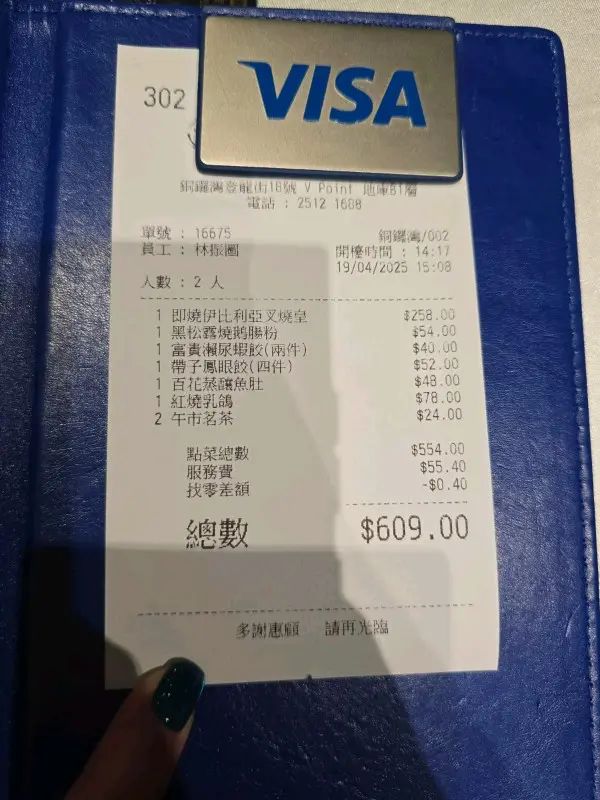 VISA
302
銅鑼灣登龍街18號 V Point 地庫B1層
電話 : 2512 1688
單號 : 16675 銅鑼灣/002
員工 : 林振圈 開檯時間 : 14:17
19/04/2025 15:08
人數 : 2 人
1 即燒伊比利亞叉燒皇 $258.00
1 黑松露燒鵝腸粉 $54.00
1 富貴瀨尿蝦餃(兩件) $40.00
1 帶子鳳眼餃(四件) $52.00
1 百花蒸釀魚肚 $48.00
1 紅燒乳鴿 $78.00
2 午市茗茶 $24.00
點菜總數 $554.00
服務費 $55.40
找零差額 -$0.40
總數 $609.00
多謝惠顧 請再光臨